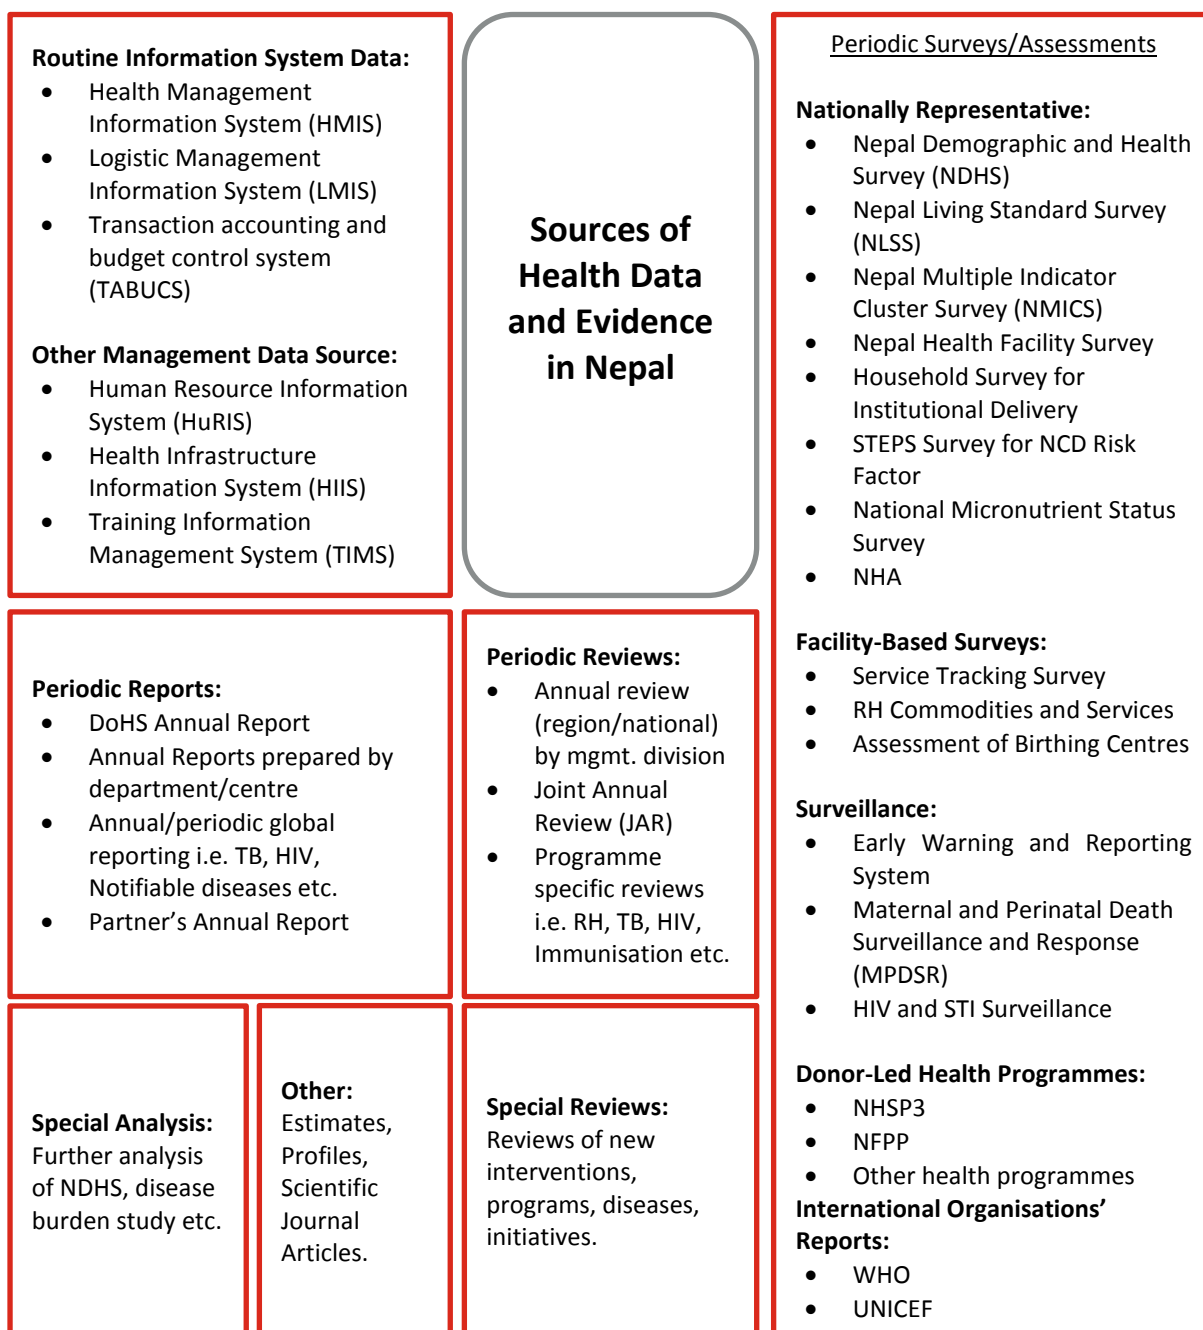 Routine Information System Data:
• Health Management
Information System (HMIS)
• Logistic Management
Information System (LMIS)
• Transaction accounting and
budget control system
(TABUCS)
Other Management Data Source:
• Human Resource Information
System (HuRIS)
• Health Infrastructure
Information System (HIIS)
• Training Information
Management System (TIMS)
Sources of
Health Data
and Evidence
in Nepal
Periodic Surveys/Assessments
Nationally Representative:
• Nepal Demographic and Health
Survey (NDHS)
• Nepal Living Standard Survey
(NLSS)
• Nepal Multiple Indicator
Cluster Survey (NMICS)
• Nepal Health Facility Survey
• Household Survey for
Institutional Delivery
• STEPS Survey for NCD Risk
Factor
• National Micronutrient Status
Survey
• NHA
Facility-Based Surveys:
• Service Tracking Survey
• RH Commodities and Services
• Assessment of Birthing Centres
Surveillance:
• Early Warning and Reporting
System
• Maternal and Perinatal Death
Surveillance and Response
(MPDSR)
• HIV and STI Surveillance
Donor-Led Health Programmes:
• NHSP3
• NFPP
• Other health programmes
International Organisations'
Reports:
• WHO
• UNICEF
Periodic Reports:
• DoHS Annual Report
• Annual Reports prepared by
department/centre
• Annual/periodic global
reporting i.e. TB, HIV,
Notifiable diseases etc.
• Partner's Annual Report
Periodic Reviews:
• Annual review
(region/national)
by mgmt. division
• Joint Annual
Review (JAR)
• Programme
specific reviews
i.e. RH, TB, HIV,
Immunisation etc.
Special Analysis:
Further analysis
of NDHS, disease
burden study etc.
Other:
Estimates,
Profiles,
Scientific
Journal
Articles.
Special Reviews:
Reviews of new
interventions,
programs, diseases,
initiatives.